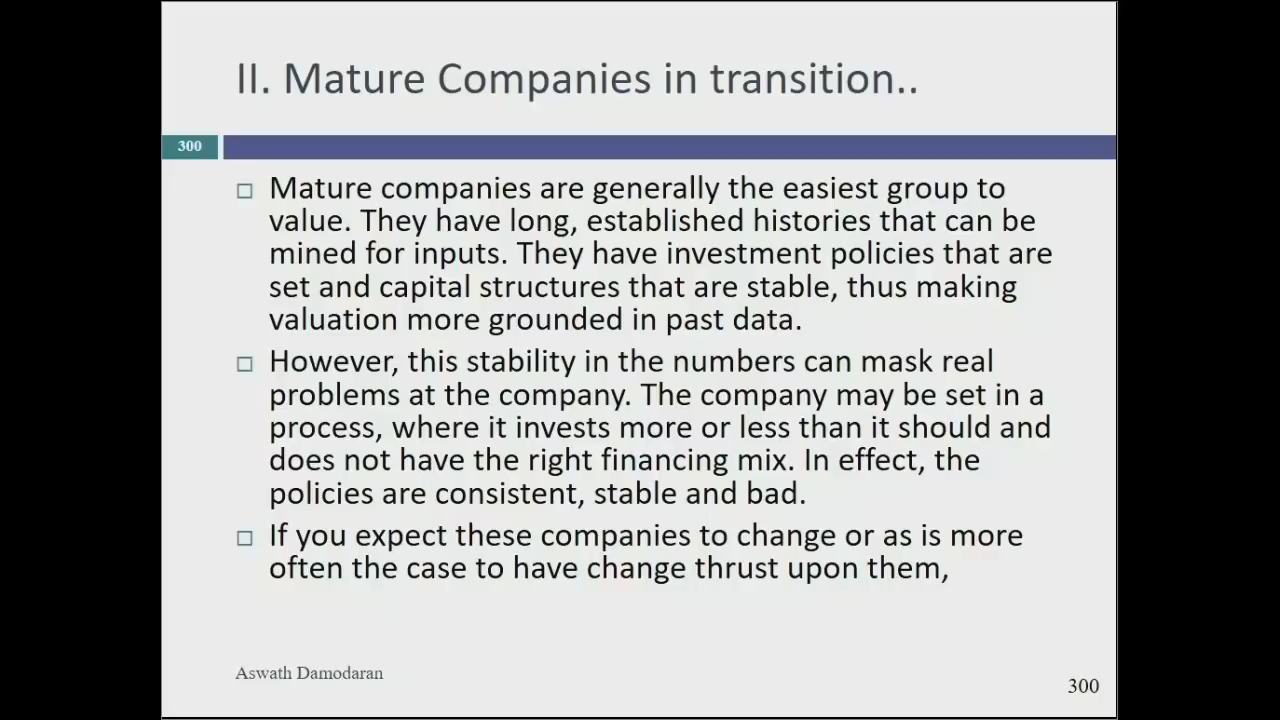 II. Mature Companies in transition..
300
Mature companies are generally the easiest group to
value. They have long, established histories that can be
mined for inputs. They have investment policies that are
set and capital structures that are stable, thus making
valuation more grounded in past data.
However, this stability in the numbers can mask real
problems at the company. The company may be set in a
process, where it invests more or less than it should and
does not have the right financing mix. In effect, the
policies are consistent, stable and bad.
If you expect these companies to change or as is more
often the case to have change thrust upon them,
Aswath Damodaran
300